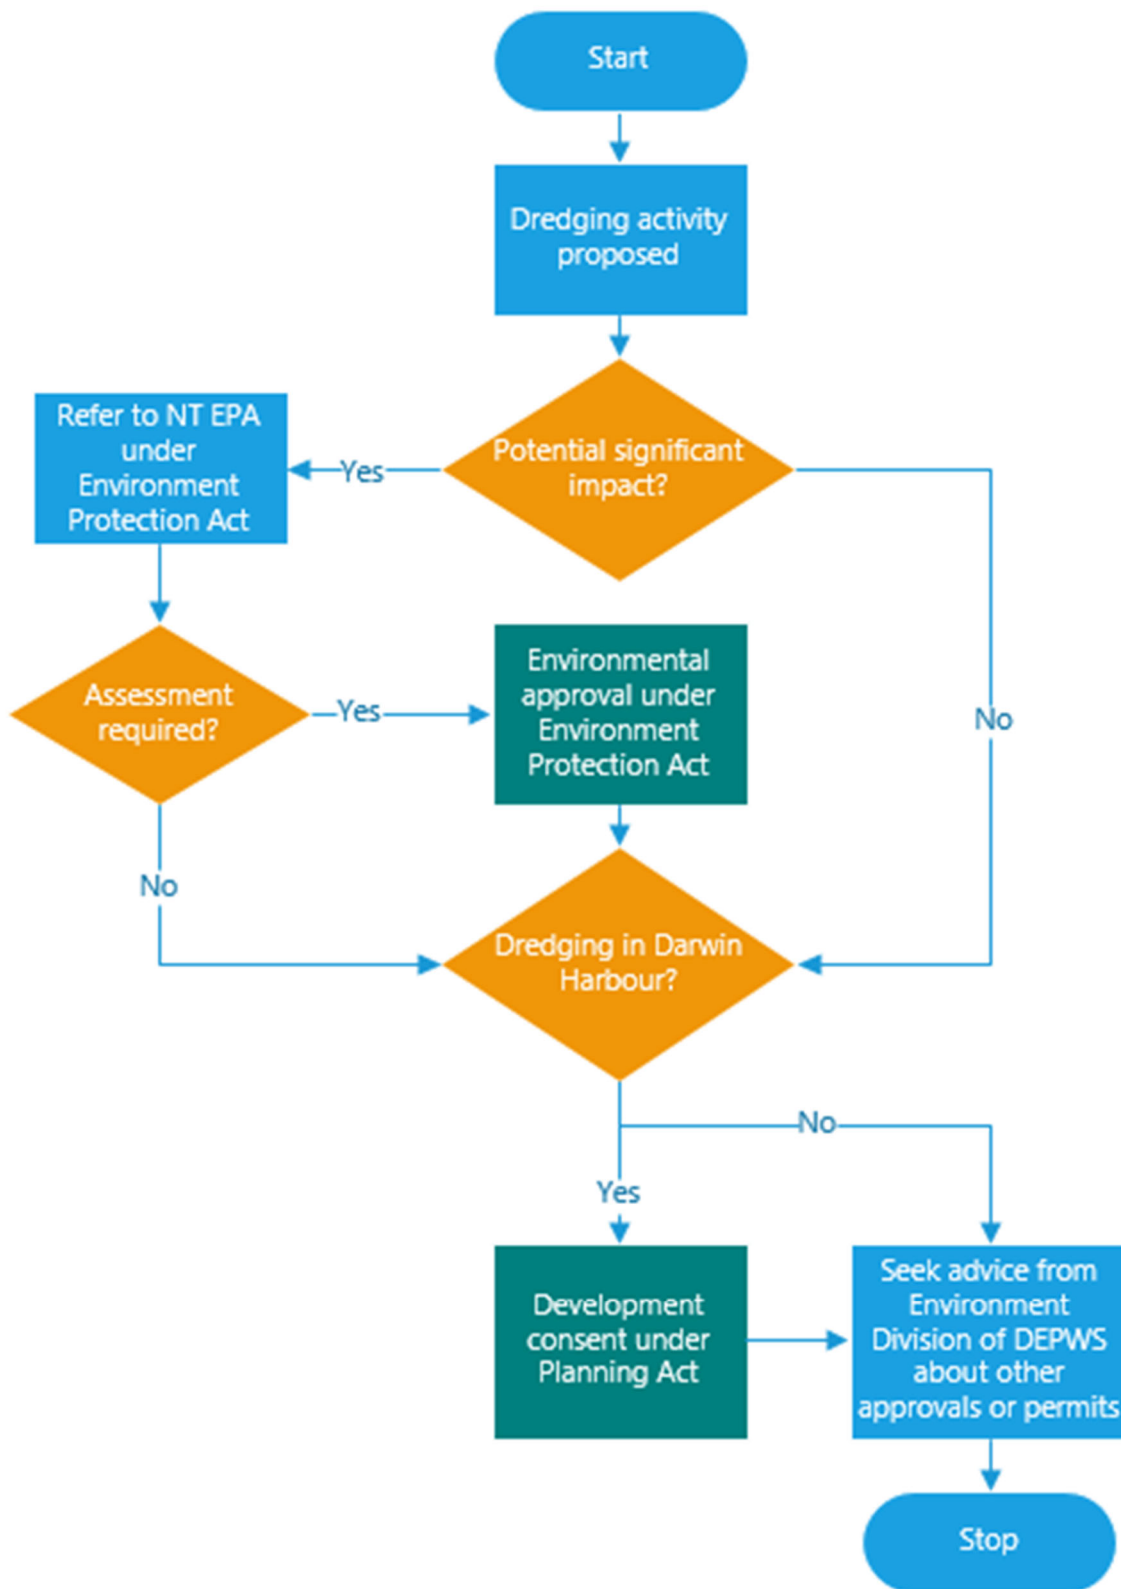 Start
Dredging activity
proposed
Potential significant
impact?
Yes
Refer to NT EPA
under
Environment
Protection Act
No
Assessment
required?
Yes
Environmental
approval under
Environment
Protection Act
No
Dredging in Darwin
Harbour?
No
Yes
Development
consent under
Planning Act
Seek advice from
Environment
Division of DEPWS
about other
approvals or permits
Stop